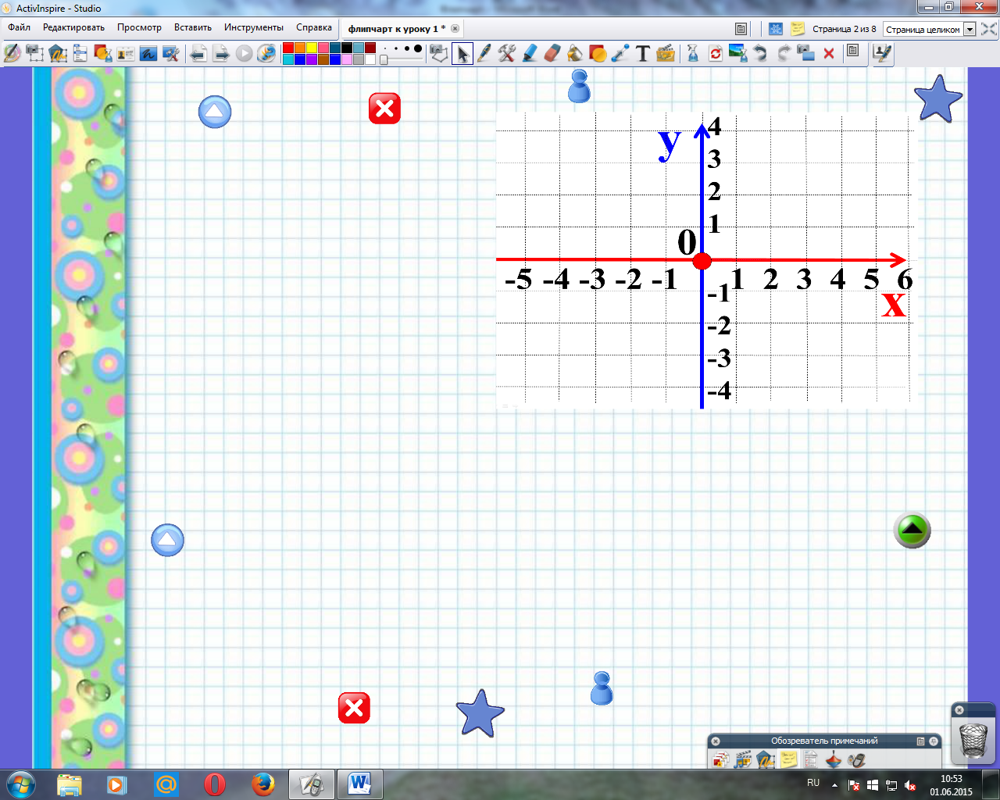 ActivInspire - Studio
Файл Редактировать Просмотр Вставить Инструменты Справка флипчарт к уроку 1 * Страница 2 из 8 Страница целиком
y
4
3
2
1
0
-5 -4 -3 -2 -1 1 2 3 4 5 6
-1
x
-2
-3
-4
Обозреватель примечаний
RU 10:53
01.06.2015